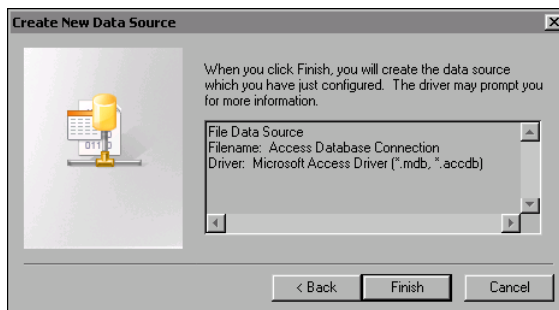 Create New Data Source
When you click Finish, you will create the data source
which you have just configured. The driver may prompt you
for more information.
File Data Source
Filename: Access Database Connection
Driver: Microsoft Access Driver (*.mdb, *.accdb)
< Back
Finish
Cancel